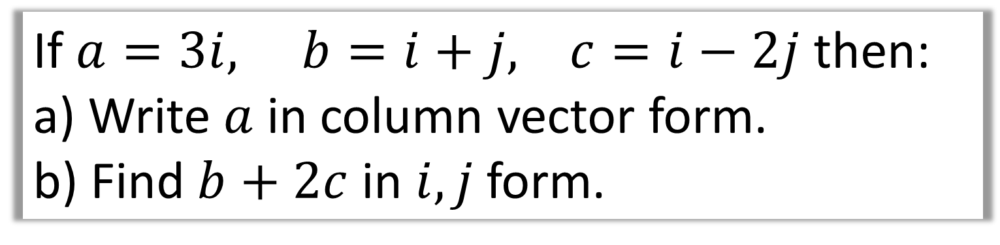 If a = 3i, b = i + j, c = i − 2j then:
a) Write a in column vector form.
b) Find b + 2c in i, j form.